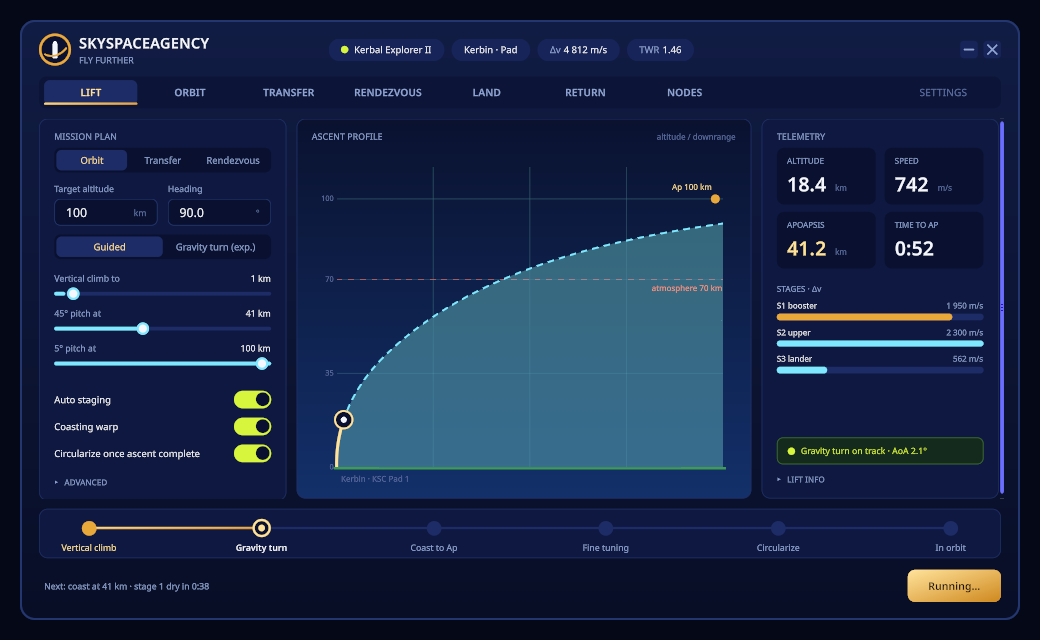 SKYSPACEAGENCY
FLY FURTHER
Kerbal Explorer II
Kerbin · Pad
Δv 4 812 m/s
TWR 1.46
LIFT
ORBIT
TRANSFER
RENDEZVOUS
LAND
RETURN
NODES
SETTINGS
MISSION PLAN
Orbit
Transfer
Rendezvous
Target altitude
Heading
100 km
90.0 °
Guided
Gravity turn (exp.)
Vertical climb to 1 km
45° pitch at 41 km
5° pitch at 100 km
Auto staging
Coasting warp
Circularize once ascent complete
ADVANCED
ASCENT PROFILE
altitude / downrange
Ap 100 km
100
70
atmosphere 70 km
35
0
Kerbin · KSC Pad 1
TELEMETRY
ALTITUDE
18.4 km
SPEED
742 m/s
APOAPSIS
41.2 km
TIME TO AP
0:52
STAGES · Δv
S1 booster 1 950 m/s
S2 upper 2 300 m/s
S3 lander 562 m/s
Gravity turn on track · AoA 2.1°
LIFT INFO
Vertical climb
Gravity turn
Coast to Ap
Fine tuning
Circularize
In orbit
Next: coast at 41 km · stage 1 dry in 0:38
Running...